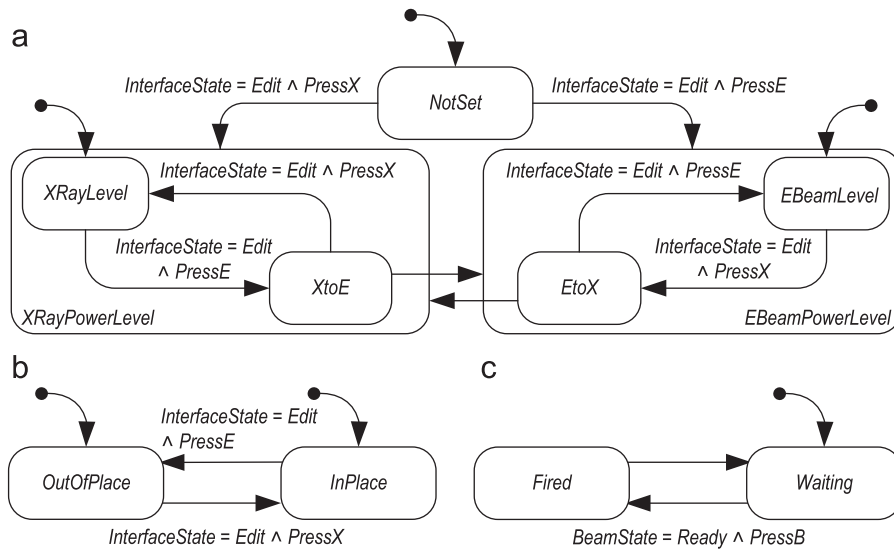 a
InterfaceState = Edit ∧ PressX
NotSet
InterfaceState = Edit ∧ PressE
XRayLevel
InterfaceState = Edit ∧ PressX
InterfaceState = Edit
∧ PressE
XtoE
XRayPowerLevel
InterfaceState = Edit ∧ PressE
EBeamLevel
InterfaceState = Edit
∧ PressX
EtoX
EBeamPowerLevel
b
InterfaceState = Edit
∧ PressE
OutOfPlace
InPlace
InterfaceState = Edit ∧ PressX
c
Fired
Waiting
BeamState = Ready ∧ PressB